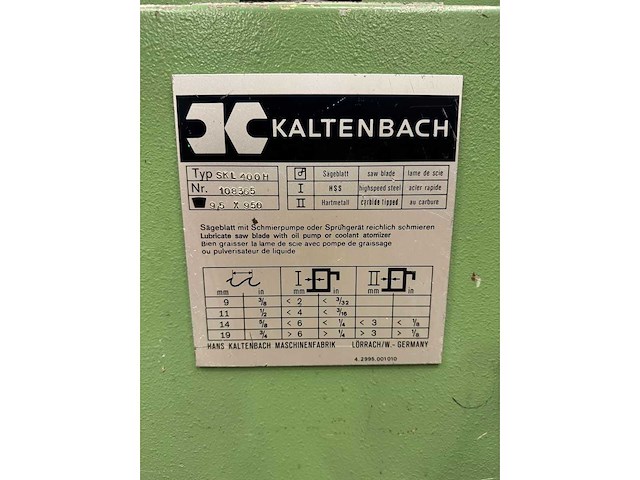 KALTENBACH
Typ SKL 400H
Nr. 108365
9,5 X 950
Sägeblatt saw blade lame de scie
I HSS highspeed steel acier rapide
II Hartmetall carbide tipped au carbure
Sägeblatt mit Schmierpumpe oder Sprühgerät reichlich schmieren
Lubricate saw blade with oil pump or coolant atomizer
Bien graisser la lame de scie avec pompe de graissage
ou pulverisateur de liquide
I II
mm in mm in mm in
9 3/8 < 2 < 3/32
11 1/2 < 4 < 3/16
14 5/8 < 6 < 1/4 < 3 < 1/8
19 3/4 > 6 > 1/4 > 3 > 1/8
HANS KALTENBACH MASCHINENFABRIK LÖRRACH/W.- GERMANY
4.2996.001010